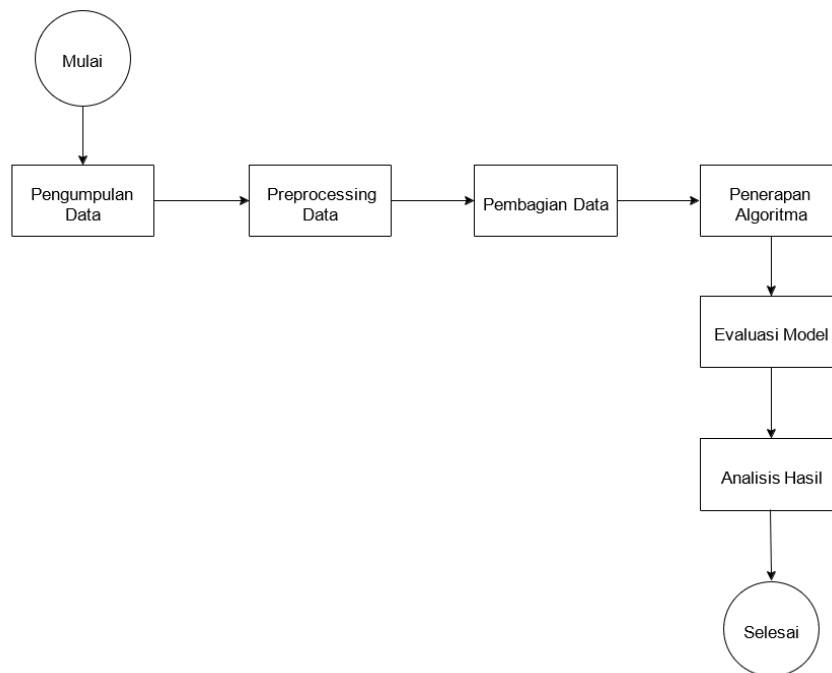 Mulai
Pengumpulan
Data
Preprocessing
Data
Pembagian Data
Penerapan
Algoritma
Evaluasi Model
Analisis Hasil
Selesai